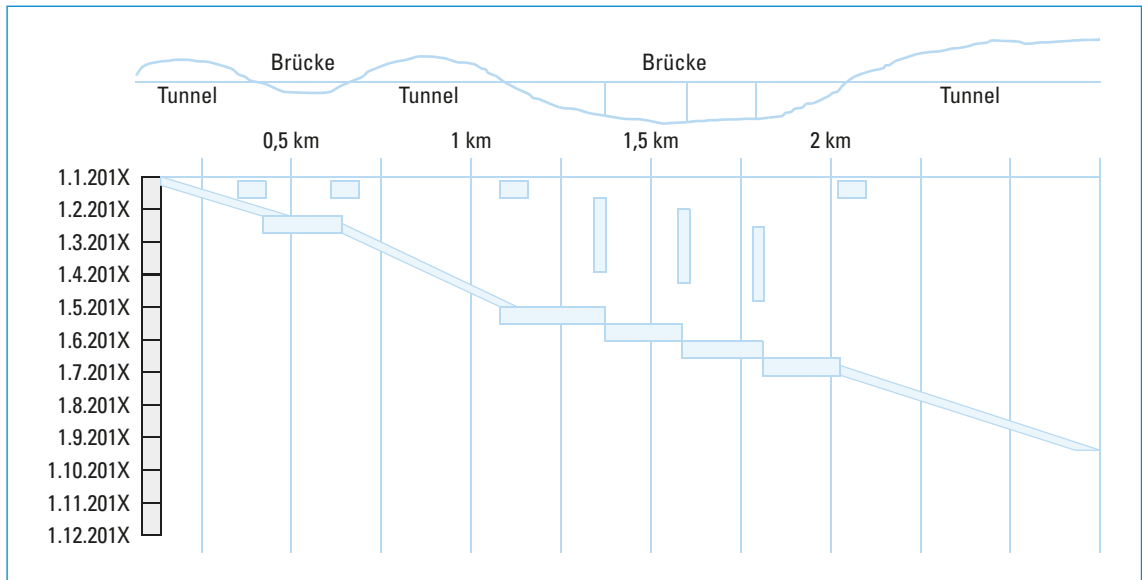 Brücke Brücke
Tunnel Tunnel Tunnel
0,5 km 1 km 1,5 km 2 km
1.1.201X
1.2.201X
1.3.201X
1.4.201X
1.5.201X
1.6.201X
1.7.201X
1.8.201X
1.9.201X
1.10.201X
1.11.201X
1.12.201X